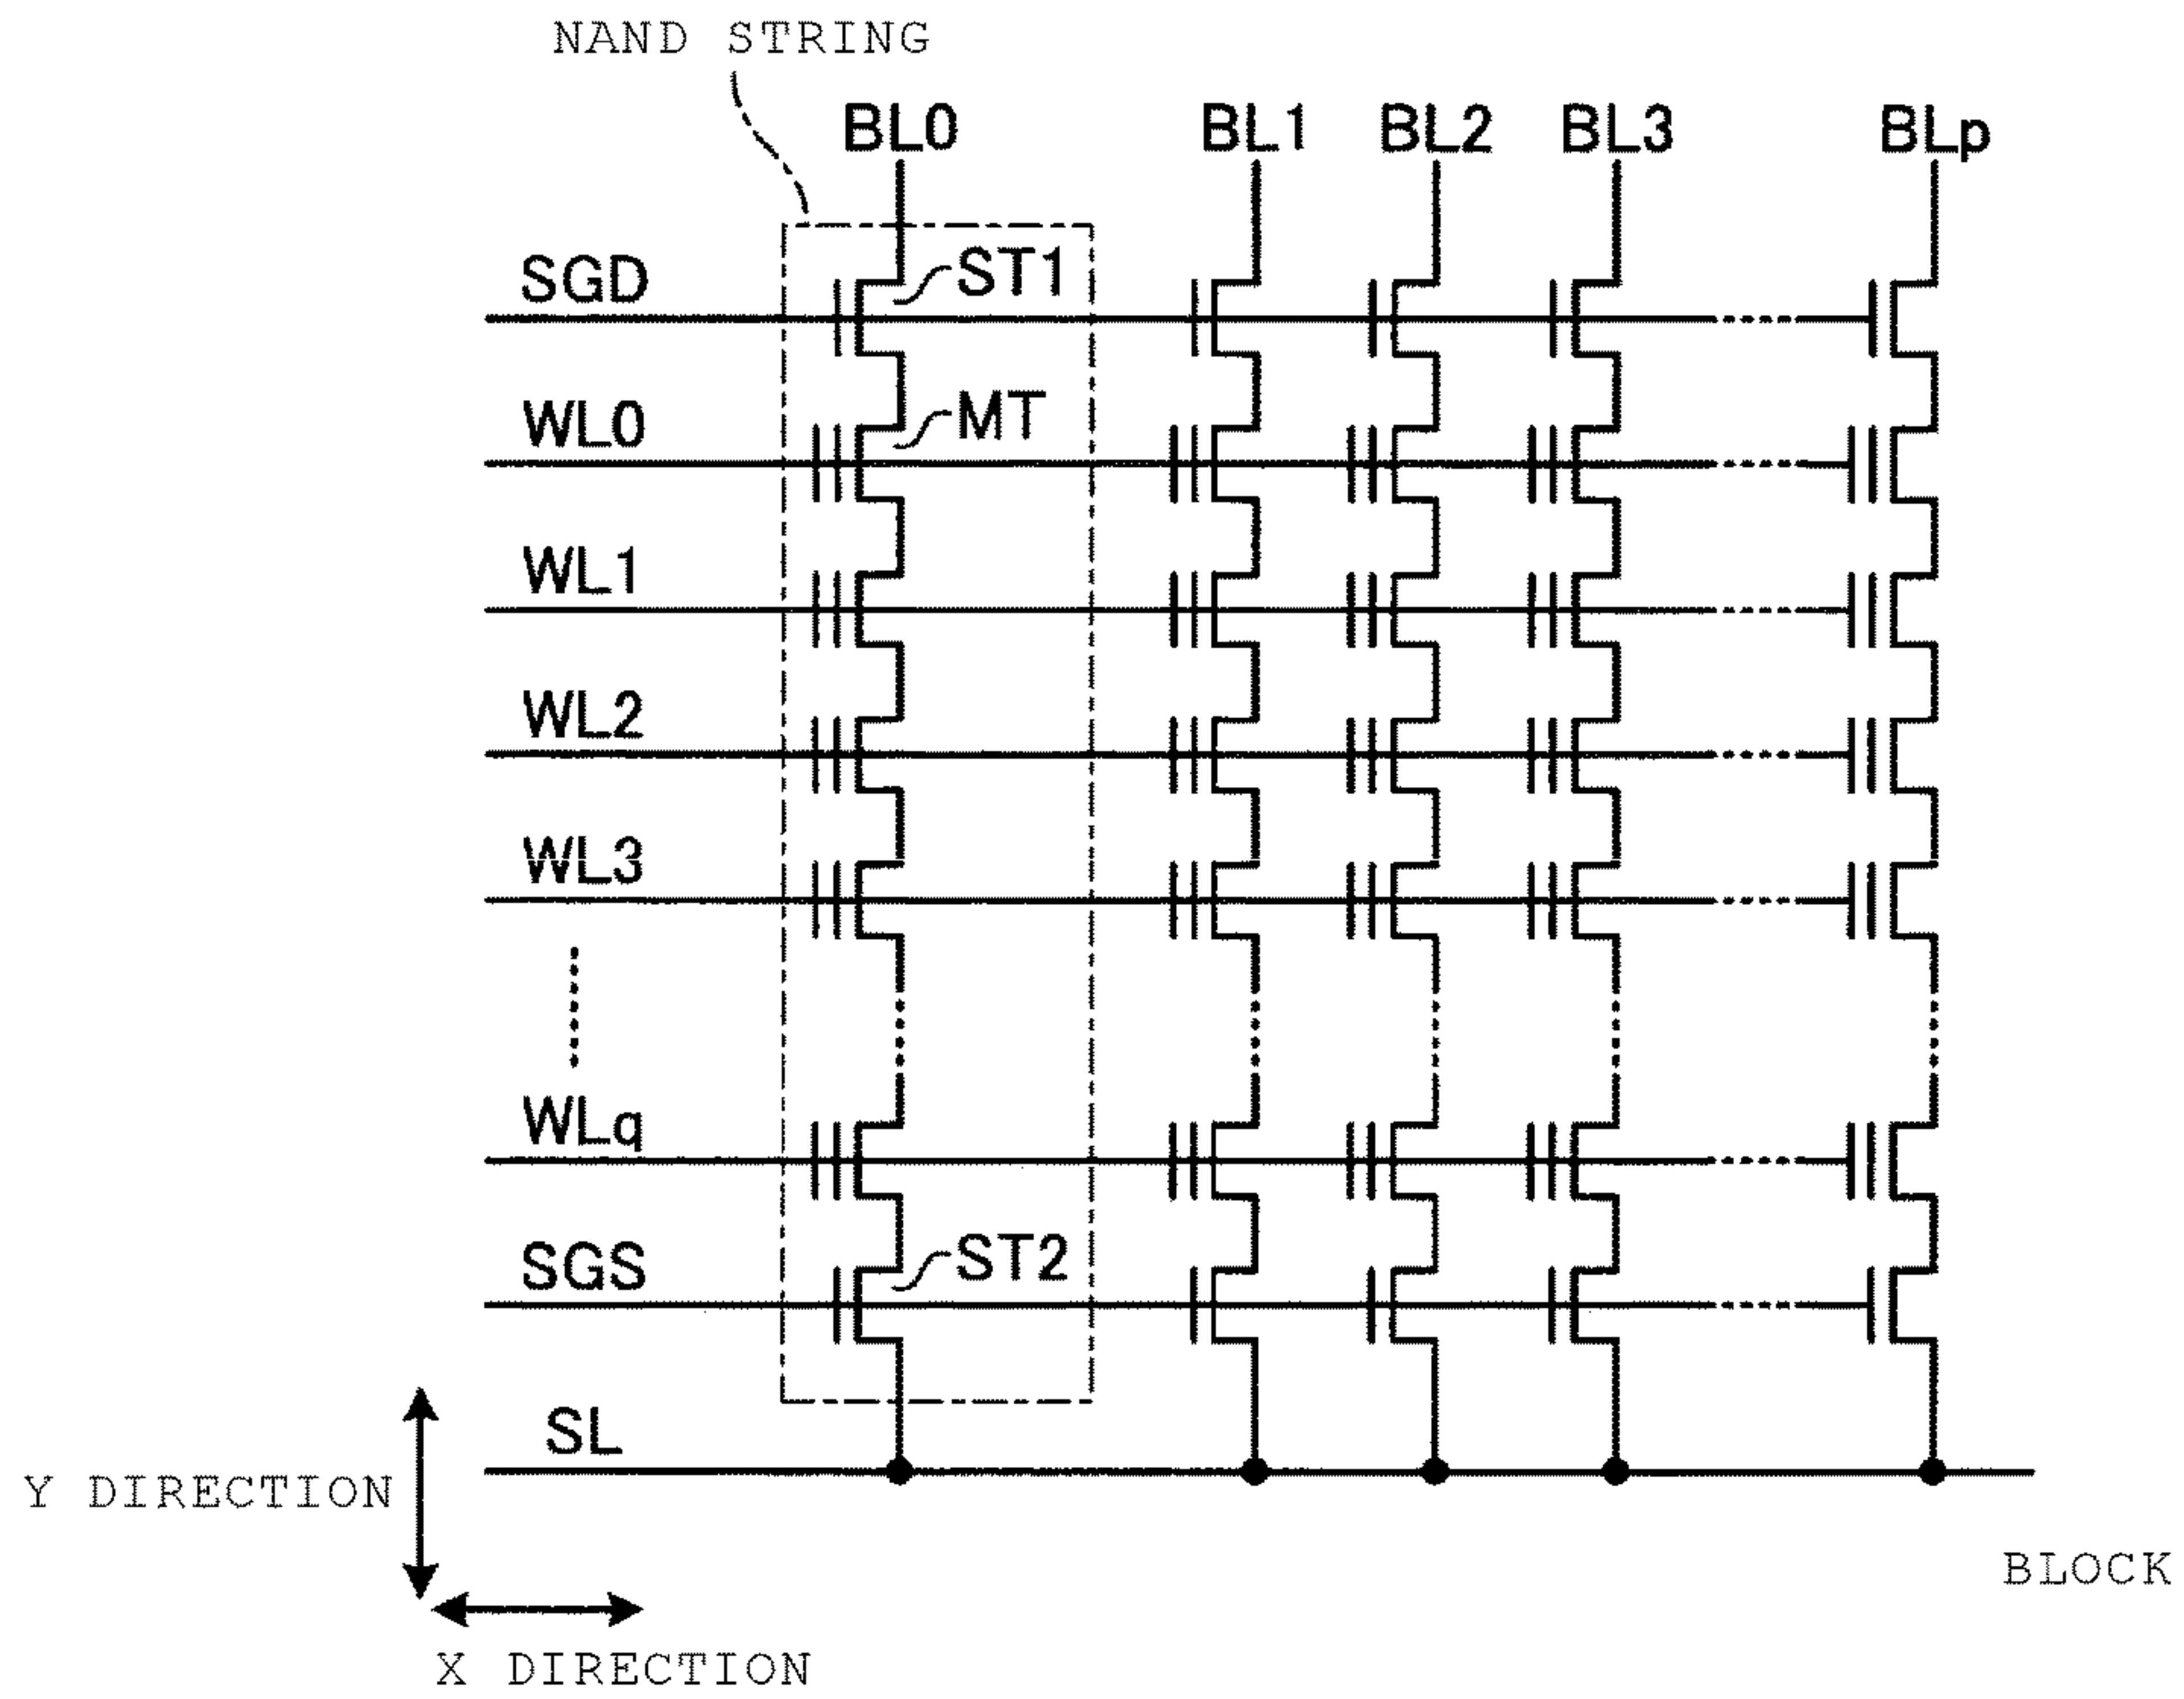 NAND STRING
BL0 BL1 BL2 BL3 BLp
SGD ST1
WL0 MT
WL1
WL2
WL3
WLq
SGS ST2
SL
Y DIRECTION
BLOCK
X DIRECTION